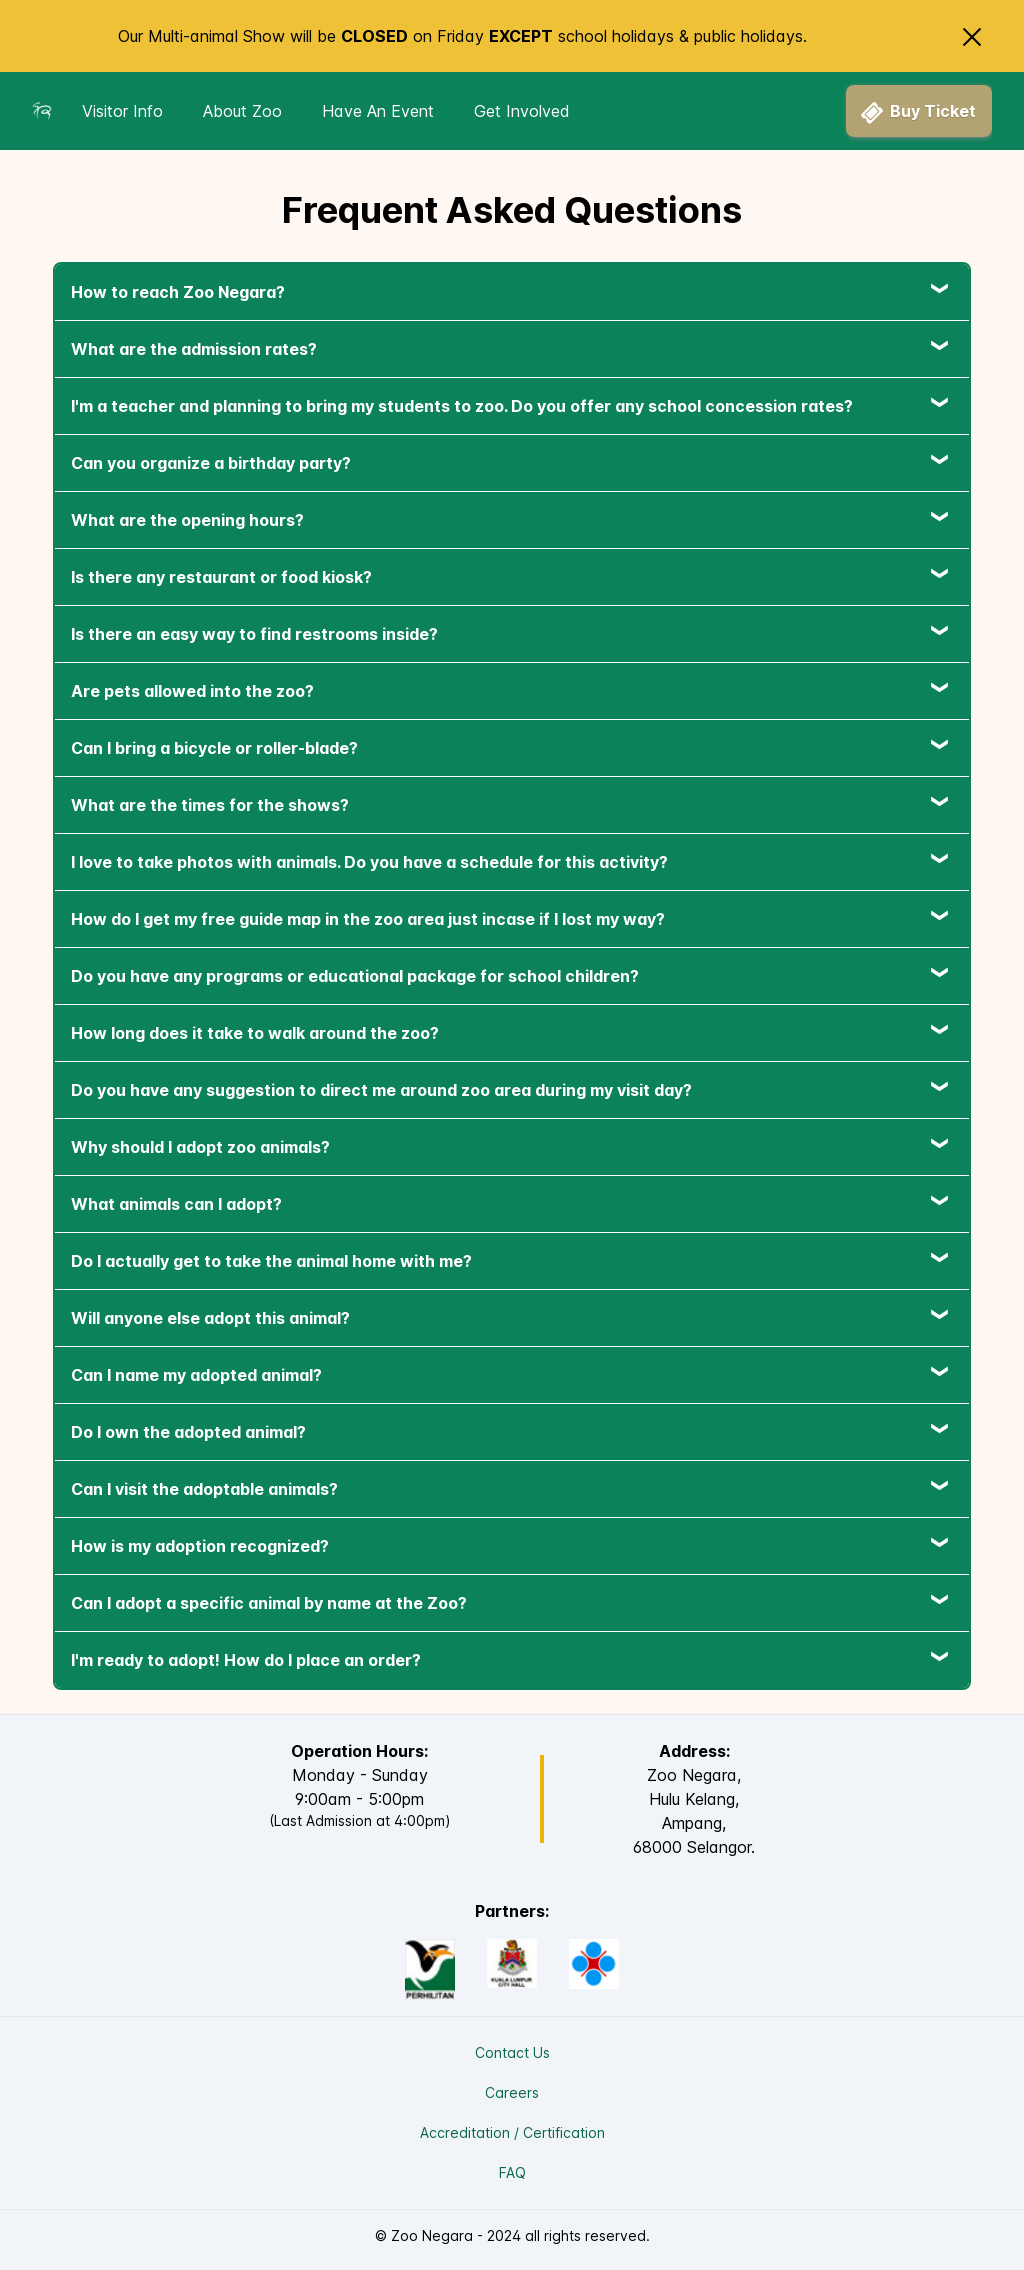 Our Multi-animal Show will be CLOSED on Friday EXCEPT school holidays & public holidays.
Visitor Info
About Zoo
Have An Event
Get Involved
Buy Ticket
Frequent Asked Questions
How to reach Zoo Negara?
What are the admission rates?
I'm a teacher and planning to bring my students to zoo. Do you offer any school concession rates?
Can you organize a birthday party?
What are the opening hours?
Is there any restaurant or food kiosk?
Is there an easy way to find restrooms inside?
Are pets allowed into the zoo?
Can I bring a bicycle or roller-blade?
What are the times for the shows?
I love to take photos with animals. Do you have a schedule for this activity?
How do I get my free guide map in the zoo area just incase if I lost my way?
Do you have any programs or educational package for school children?
How long does it take to walk around the zoo?
Do you have any suggestion to direct me around zoo area during my visit day?
Why should I adopt zoo animals?
What animals can I adopt?
Do I actually get to take the animal home with me?
Will anyone else adopt this animal?
Can I name my adopted animal?
Do I own the adopted animal?
Can I visit the adoptable animals?
How is my adoption recognized?
Can I adopt a specific animal by name at the Zoo?
I'm ready to adopt! How do I place an order?
Operation Hours:
Monday - Sunday
9:00am - 5:00pm
(Last Admission at 4:00pm)
Address:
Zoo Negara,
Hulu Kelang,
Ampang,
68000 Selangor.
Partners:
PERHILITAN
KUALA LUMPUR
CITY HALL
Contact Us
Careers
Accreditation / Certification
FAQ
© Zoo Negara - 2024 all rights reserved.